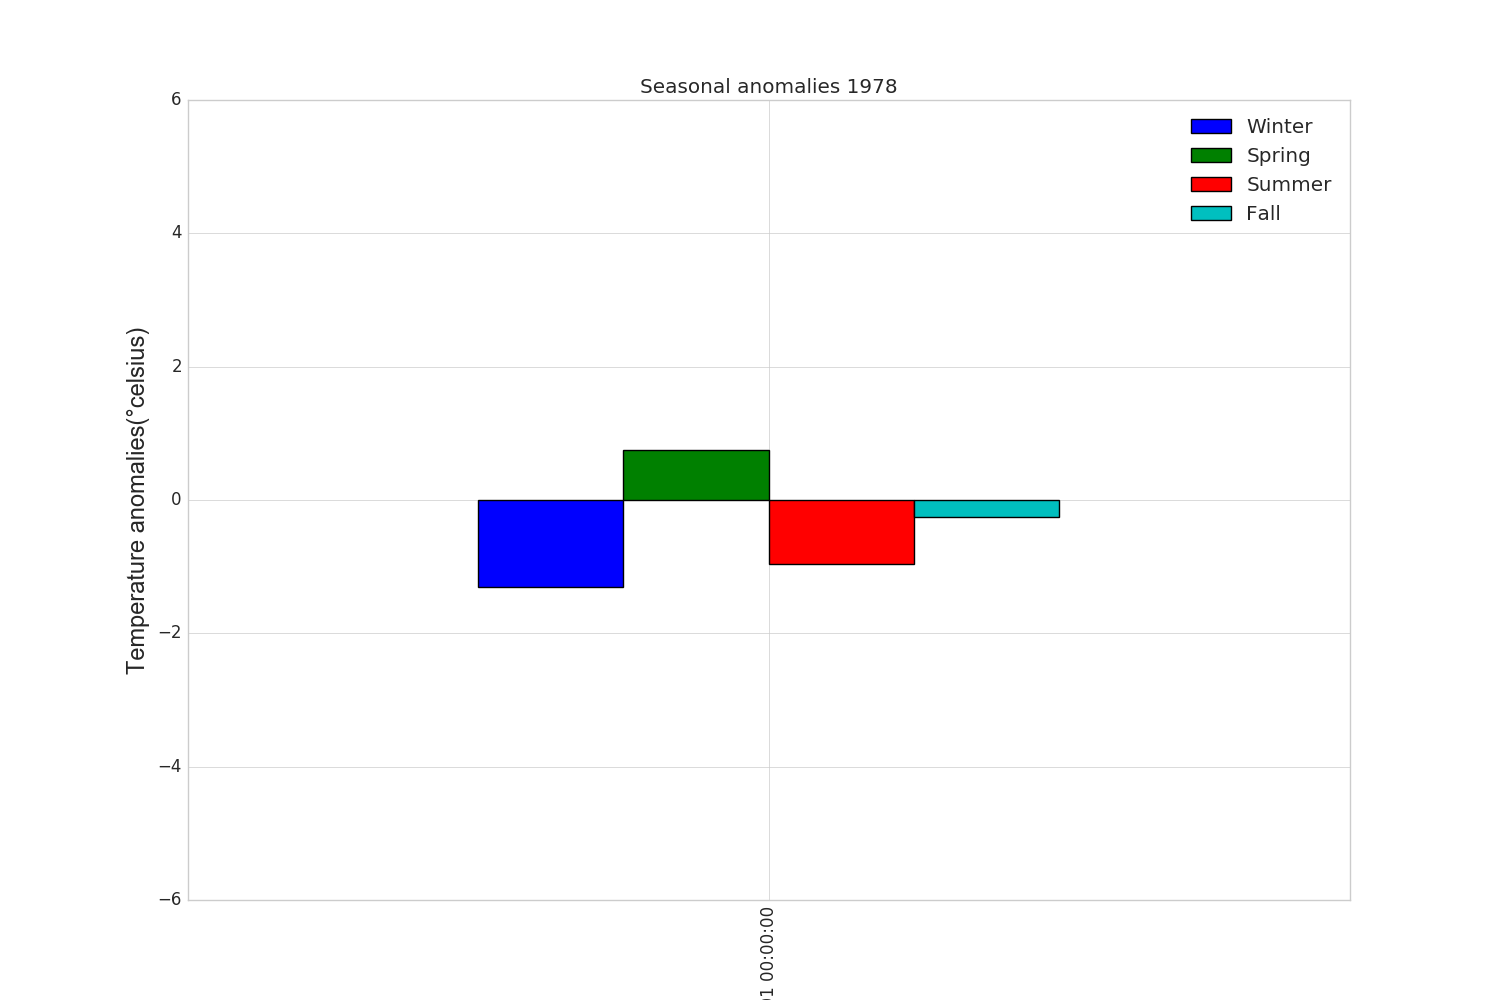 Seasonal anomalies 1978
Winter
Spring
Summer
Fall
Temperature anomalies(°celsius)
6
4
2
0
−2
−4
−6
01 00:00:00